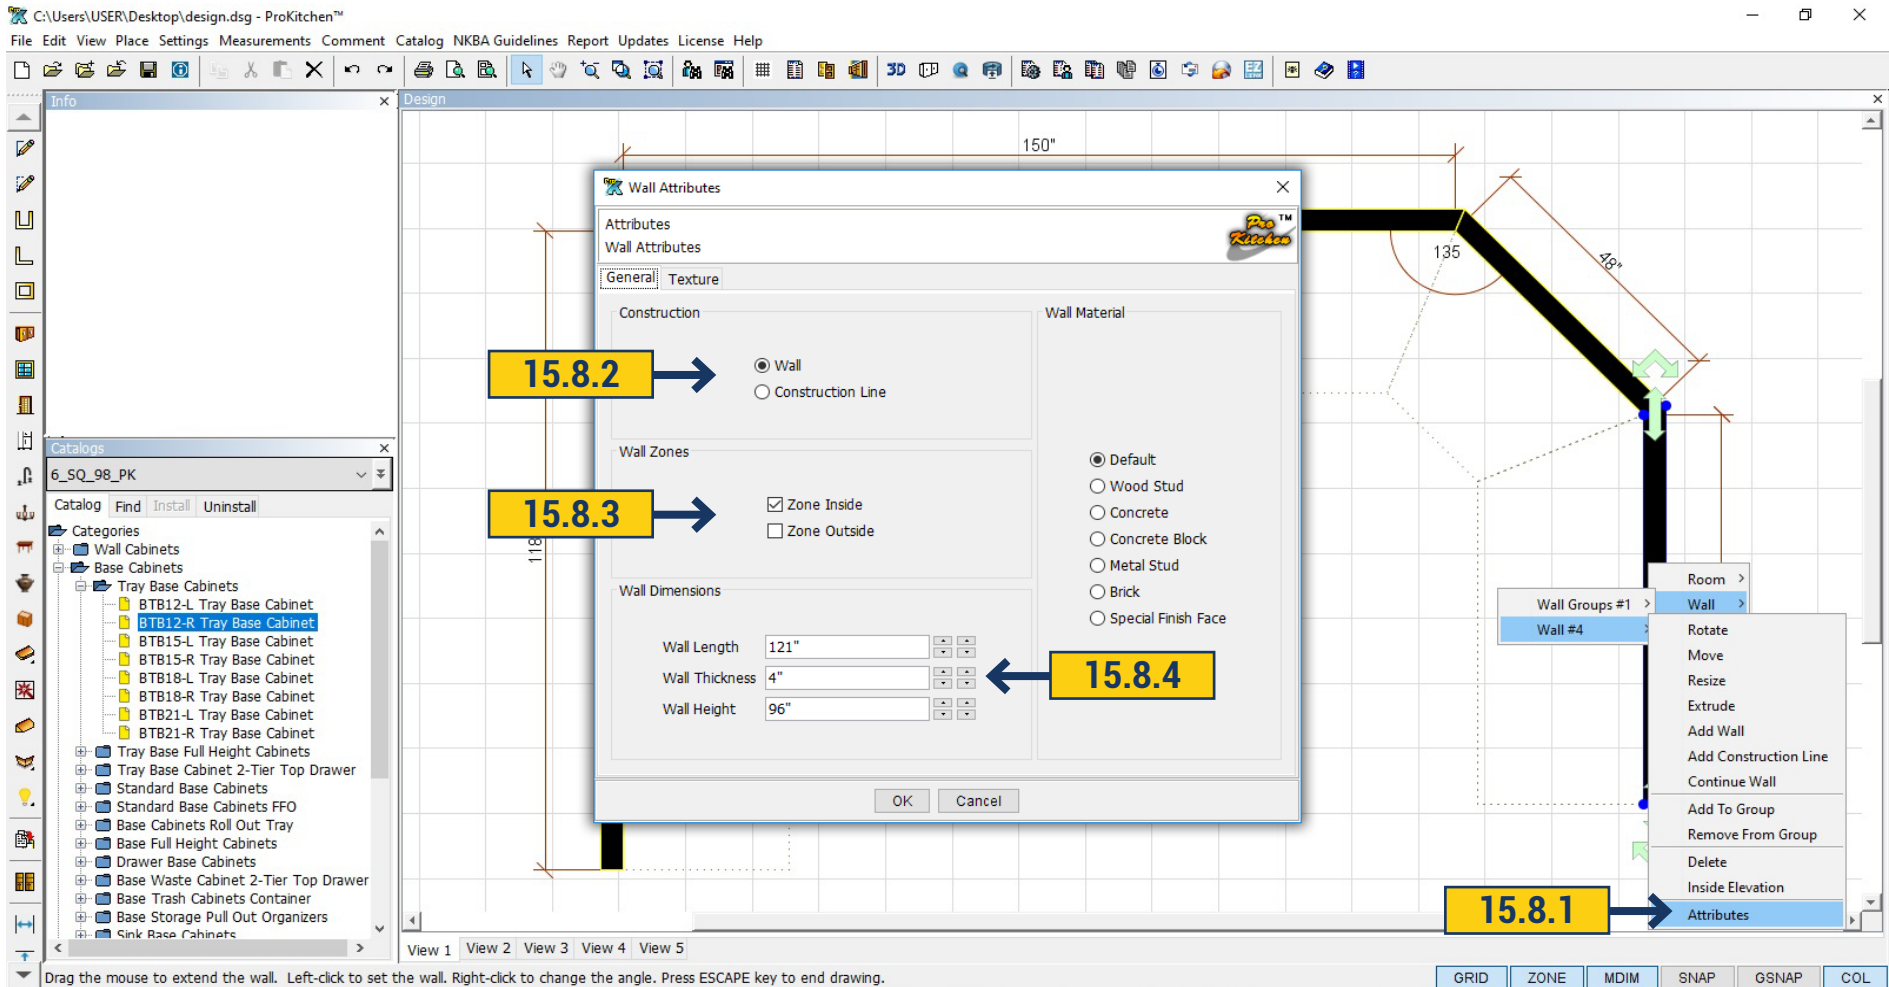 C:\Users\USER\Desktop\design.dsg - ProKitchen™
File Edit View Place Settings Measurements Comment Catalog NKBA Guidelines Report Updates License Help
3D
EZ
Info
Design
150"
48"
135
118
Wall Attributes
Attributes
Wall Attributes
Pro Kitchen ™
General Texture
Construction
Wall
Construction Line
Wall Zones
Zone Inside
Zone Outside
Wall Dimensions
Wall Length 121"
Wall Thickness 4"
Wall Height 96"
Wall Material
Default
Wood Stud
Concrete
Concrete Block
Metal Stud
Brick
Special Finish Face
OK Cancel
15.8.2
15.8.3
15.8.4
15.8.1
Catalogs
6_SQ_98_PK
Catalog Find Install Uninstall
Categories
Wall Cabinets
Base Cabinets
Tray Base Cabinets
BTB12-L Tray Base Cabinet
BTB12-R Tray Base Cabinet
BTB15-L Tray Base Cabinet
BTB15-R Tray Base Cabinet
BTB18-L Tray Base Cabinet
BTB18-R Tray Base Cabinet
BTB21-L Tray Base Cabinet
BTB21-R Tray Base Cabinet
Tray Base Full Height Cabinets
Tray Base Cabinet 2-Tier Top Drawer
Standard Base Cabinets
Standard Base Cabinets FFO
Base Cabinets Roll Out Tray
Base Full Height Cabinets
Drawer Base Cabinets
Base Waste Cabinet 2-Tier Top Drawer
Base Trash Cabinets Container
Base Storage Pull Out Organizers
Sink Base Cabinets
Room
Wall
Wall Groups #1
Wall #4
Rotate
Move
Resize
Extrude
Add Wall
Add Construction Line
Continue Wall
Add To Group
Remove From Group
Delete
Inside Elevation
Attributes
View 1 View 2 View 3 View 4 View 5
Drag the mouse to extend the wall. Left-click to set the wall. Right-click to change the angle. Press ESCAPE key to end drawing.
GRID ZONE MDIM SNAP GSNAP COL